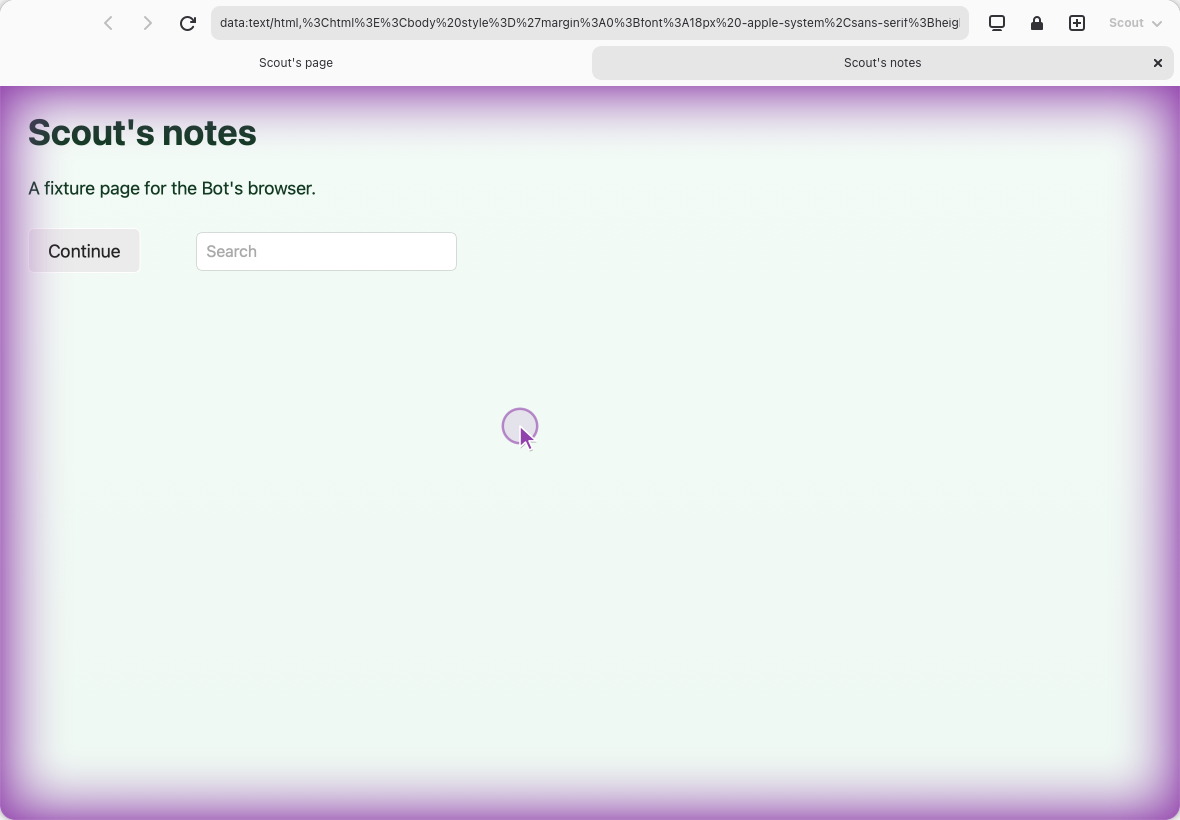 data:text/html,%3Chtml%3E%3Cbody%20style%3D%27margin%3A0%3Bfont%3A18px%20-apple-system%2Csans-serif%3Bheig
Scout
Scout's page
Scout's notes
Scout's notes
A fixture page for the Bot's browser.
Continue
Search